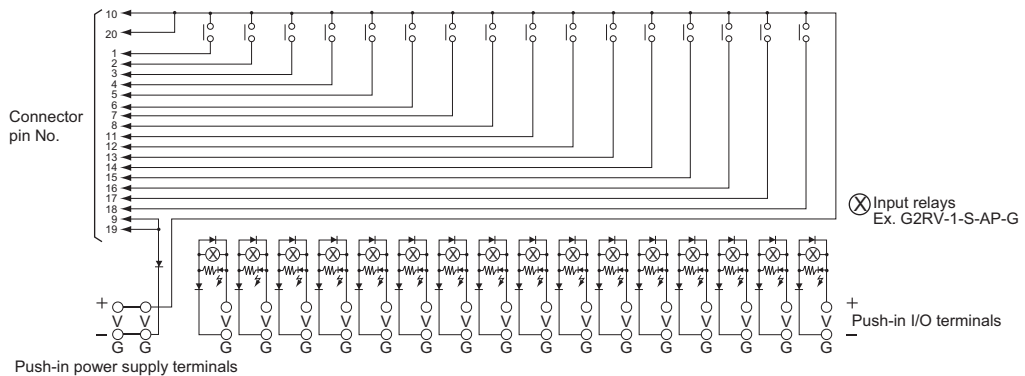 10
20
1
2
3
4
5
6
7
8
11
12
13
14
15
16
17
18
9
19
Connector
pin No.
Input relays
Ex. G2RV-1-S-AP-G
X X X X X X X X X X X X X X X X
+ +
V V V V V V V V V V V V V V V V V V
Push-in I/O terminals
− −
G G G G G G G G G G G G G G G G G G
Push-in power supply terminals